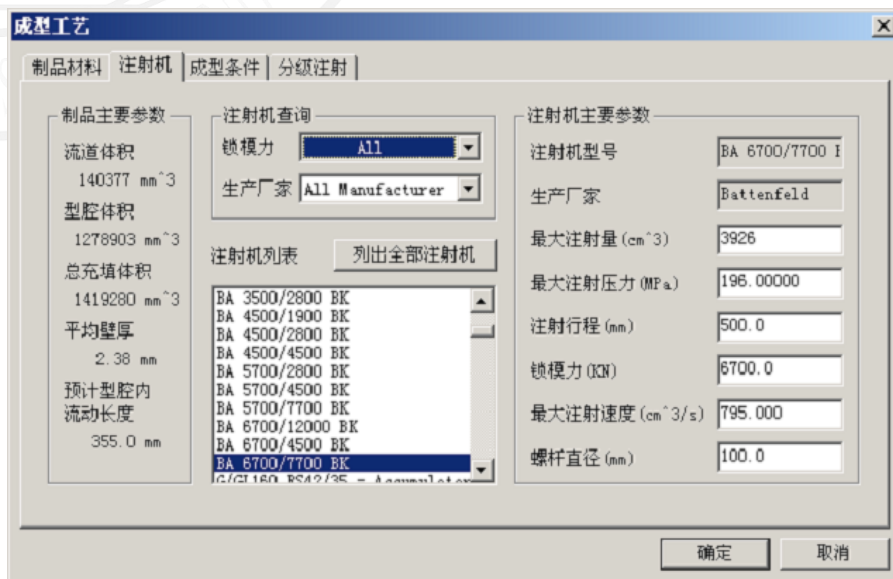 成型工艺
制品材料 注射机 成型条件 分级注射
制品主要参数
流道体积
140377 mm^3
型腔体积
1278903 mm^3
总充填体积
1419280 mm^3
平均壁厚
2.38 mm
预计型腔内
流动长度
355.0 mm
注射机查询
锁模力 All
生产厂家 All Manufacturer
注射机列表 列出全部注射机
BA 3500/2800 BK
BA 4500/1900 BK
BA 4500/2800 BK
BA 4500/4500 BK
BA 5700/2800 BK
BA 5700/4500 BK
BA 5700/7700 BK
BA 6700/12000 BK
BA 6700/4500 BK
BA 6700/7700 BK
注射机主要参数
注射机型号 BA 6700/7700
生产厂家 Battenfeld
最大注射量(cm^3) 3926
最大注射压力(MPa) 196.00000
注射行程(mm) 500.0
锁模力(KN) 6700.0
最大注射速度(cm^3/s) 795.000
螺杆直径(mm) 100.0
确定 取消